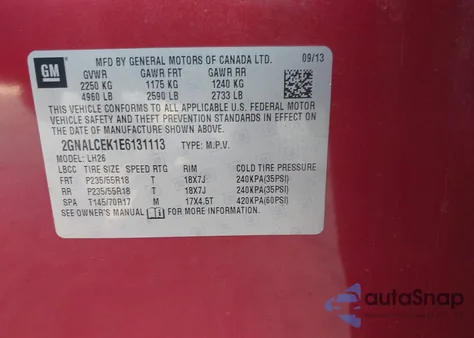 GM
MFD BY GENERAL MOTORS OF CANADA LTD. 09/13
GVWR GAWR FRT GAWR RR
2250 KG 1175 KG 1240 KG
4960 LB 2590 LB 2733 LB
THIS VEHICLE CONFORMS TO ALL APPLICABLE U.S. FEDERAL MOTOR
VEHICLE SAFETY AND THEFT PREVENTION STANDARDS IN EFFECT ON
THE DATE OF MANUFACTURE SHOWN ABOVE.
2GNALCEK1E6131113 TYPE: M.P.V.
MODEL: LH26
LBCC TIRE SIZE SPEED RTG RIM COLD TIRE PRESSURE
FRT P235/55R18 T 18X7J 240KPA(35PSI)
RR P235/55R18 T 18X7J 240KPA(35PSI)
SPA T145/70R17 M 17X4.5T 420KPA(60PSI)
SEE OWNER'S MANUAL FOR MORE INFORMATION.
autoSnap